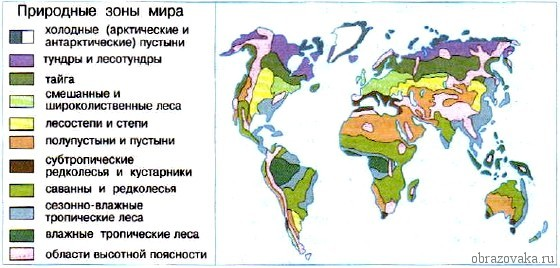 Природные зоны мира
холодные (арктические и
антарктические) пустыни
тундры и лесотундры
тайга
смешанные и
широколиственные леса
лесостепи и степи
полупустыни и пустыни
субтропические
редколесья и кустарники
саванны и редколесья
сезонно-влажные
тропические леса
влажные тропические леса
области высотной поясности
obrazovaka.ru